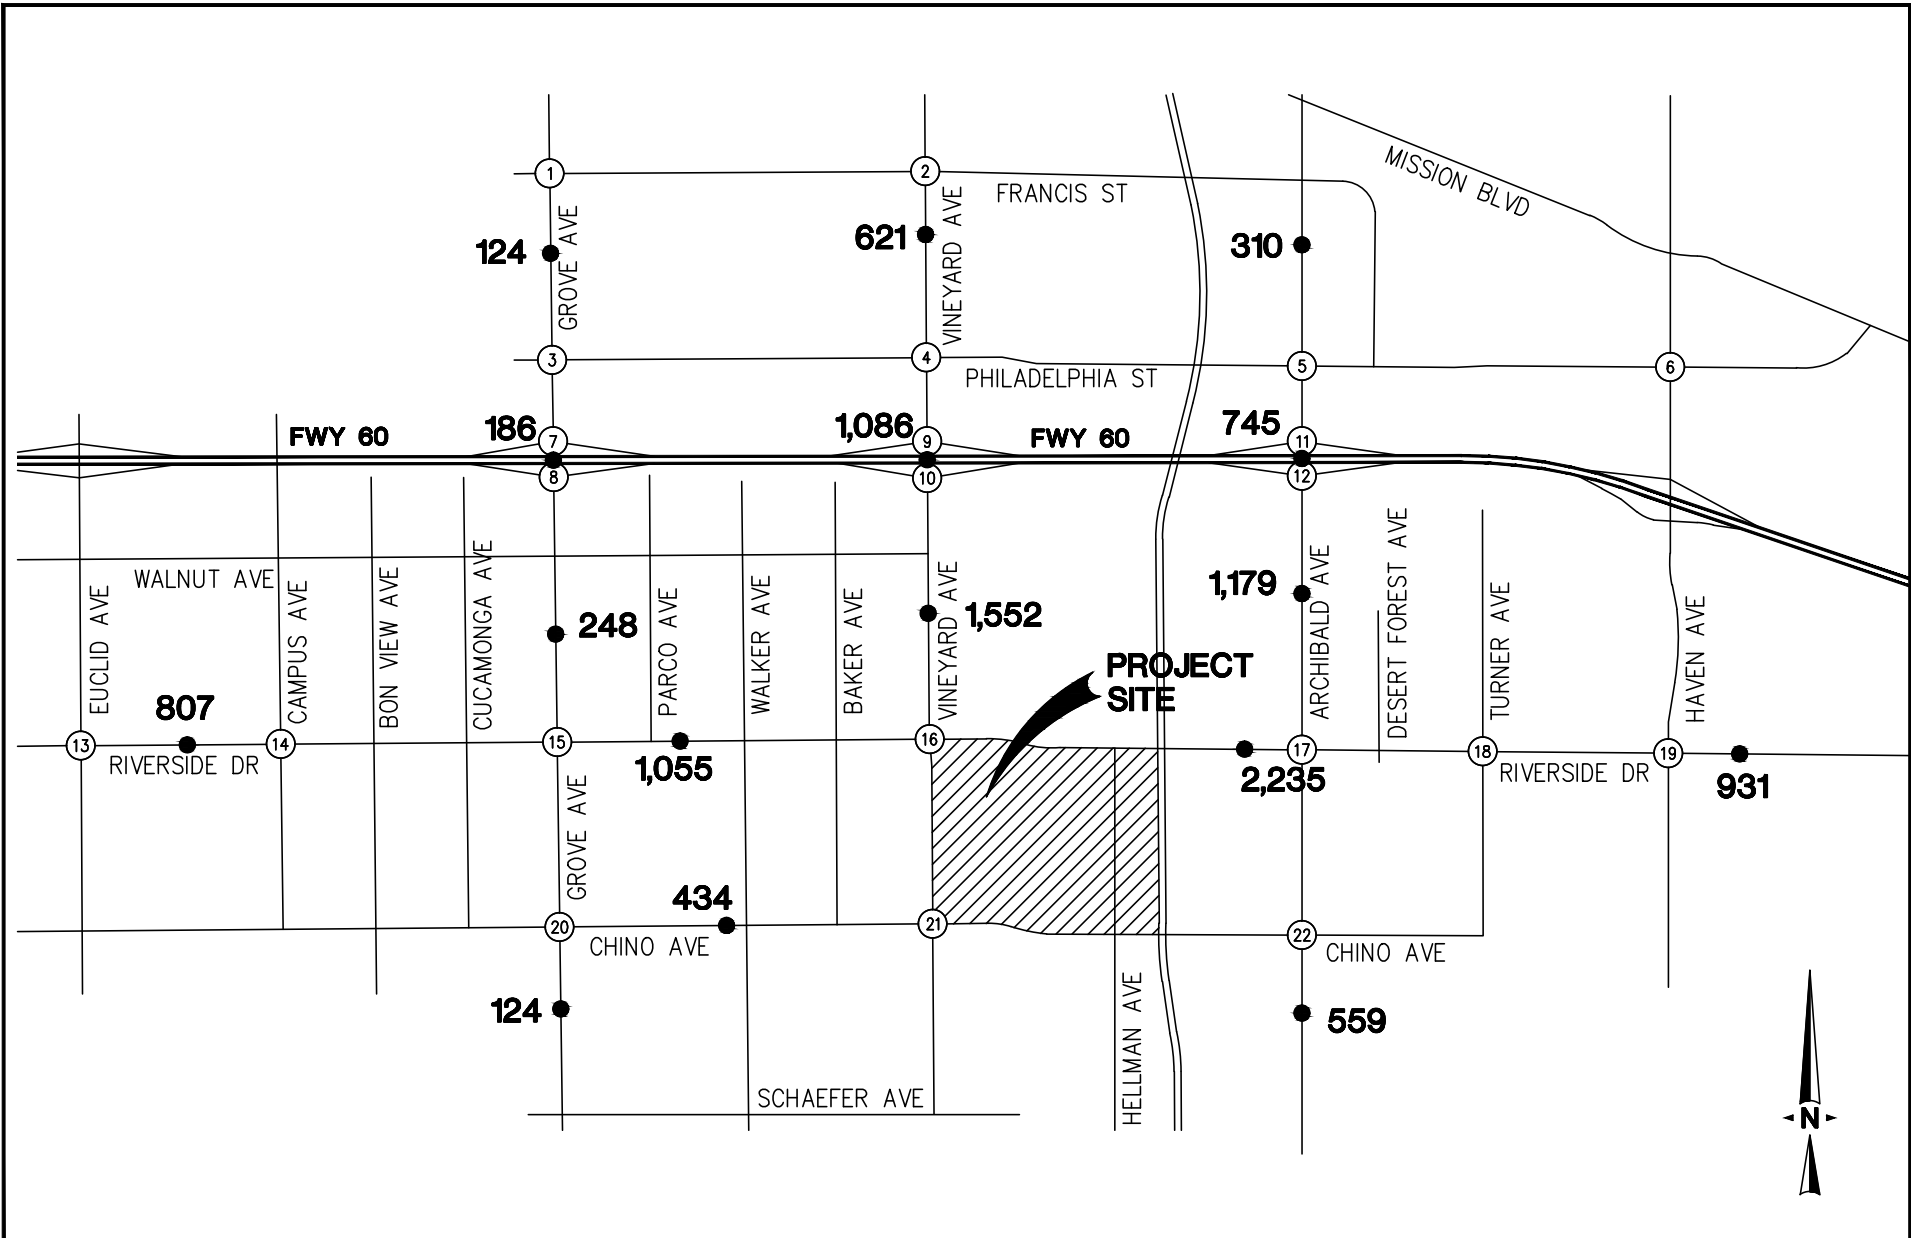 1
2
FRANCIS ST
MISSION BLVD
GROVE AVE
VINEYARD AVE
124
621
310
3
4
5
6
PHILADELPHIA ST
186
7
1,086
9
745
11
FWY 60
FWY 60
8
10
12
WALNUT AVE
EUCLID AVE
CAMPUS AVE
BON VIEW AVE
CUCAMONGA AVE
248
PARCO AVE
WALKER AVE
BAKER AVE
VINEYARD AVE
1,552
1,179
ARCHIBALD AVE
DESERT FOREST AVE
TURNER AVE
HAVEN AVE
PROJECT
SITE
807
13
14
15
16
17
18
19
RIVERSIDE DR
1,055
2,235
RIVERSIDE DR
931
GROVE AVE
434
20
21
22
CHINO AVE
CHINO AVE
124
559
HELLMAN AVE
SCHAEFER AVE
N